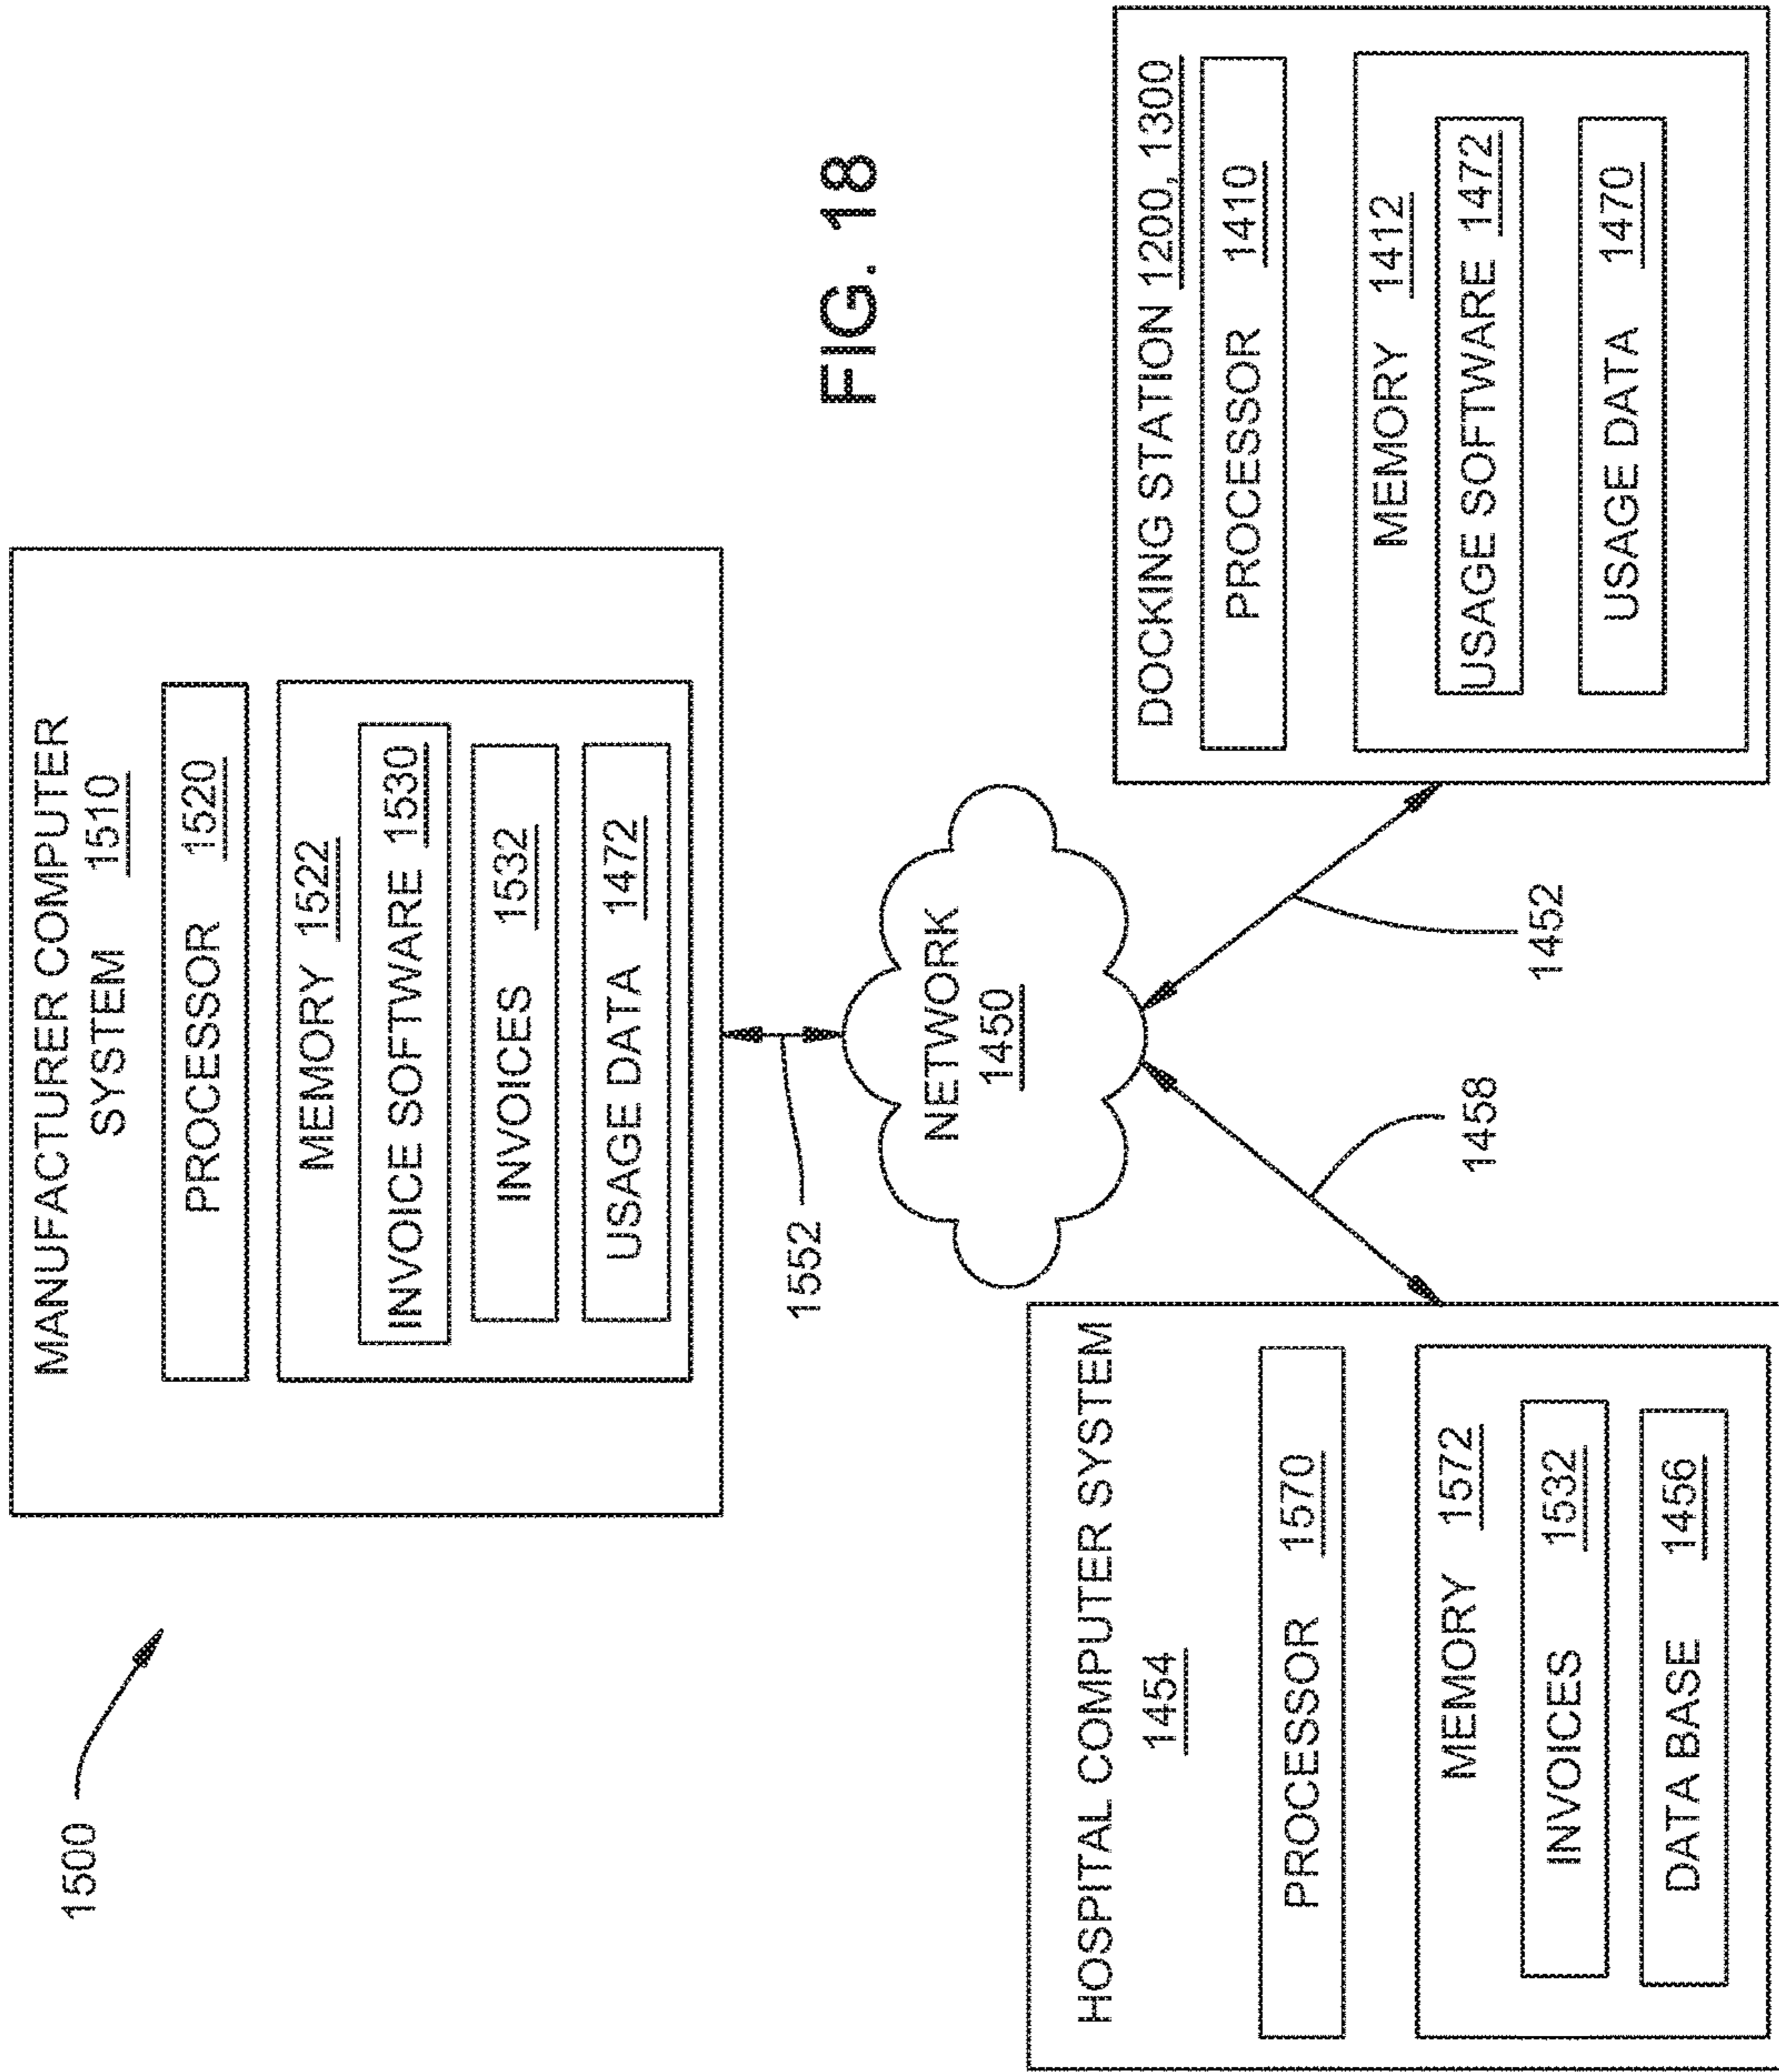 1500
MANUFACTURER COMPUTER
SYSTEM 1510
PROCESSOR 1520
MEMORY 1522
INVOICE SOFTWARE 1530
INVOICES 1532
USAGE DATA 1472
1552
NETWORK
1450
1458
1452
HOSPITAL COMPUTER SYSTEM
1454
PROCESSOR 1570
MEMORY 1572
INVOICES 1532
DATA BASE 1456
DOCKING STATION 1200, 1300
PROCESSOR 1410
MEMORY 1412
USAGE SOFTWARE 1472
USAGE DATA 1470
FIG. 18